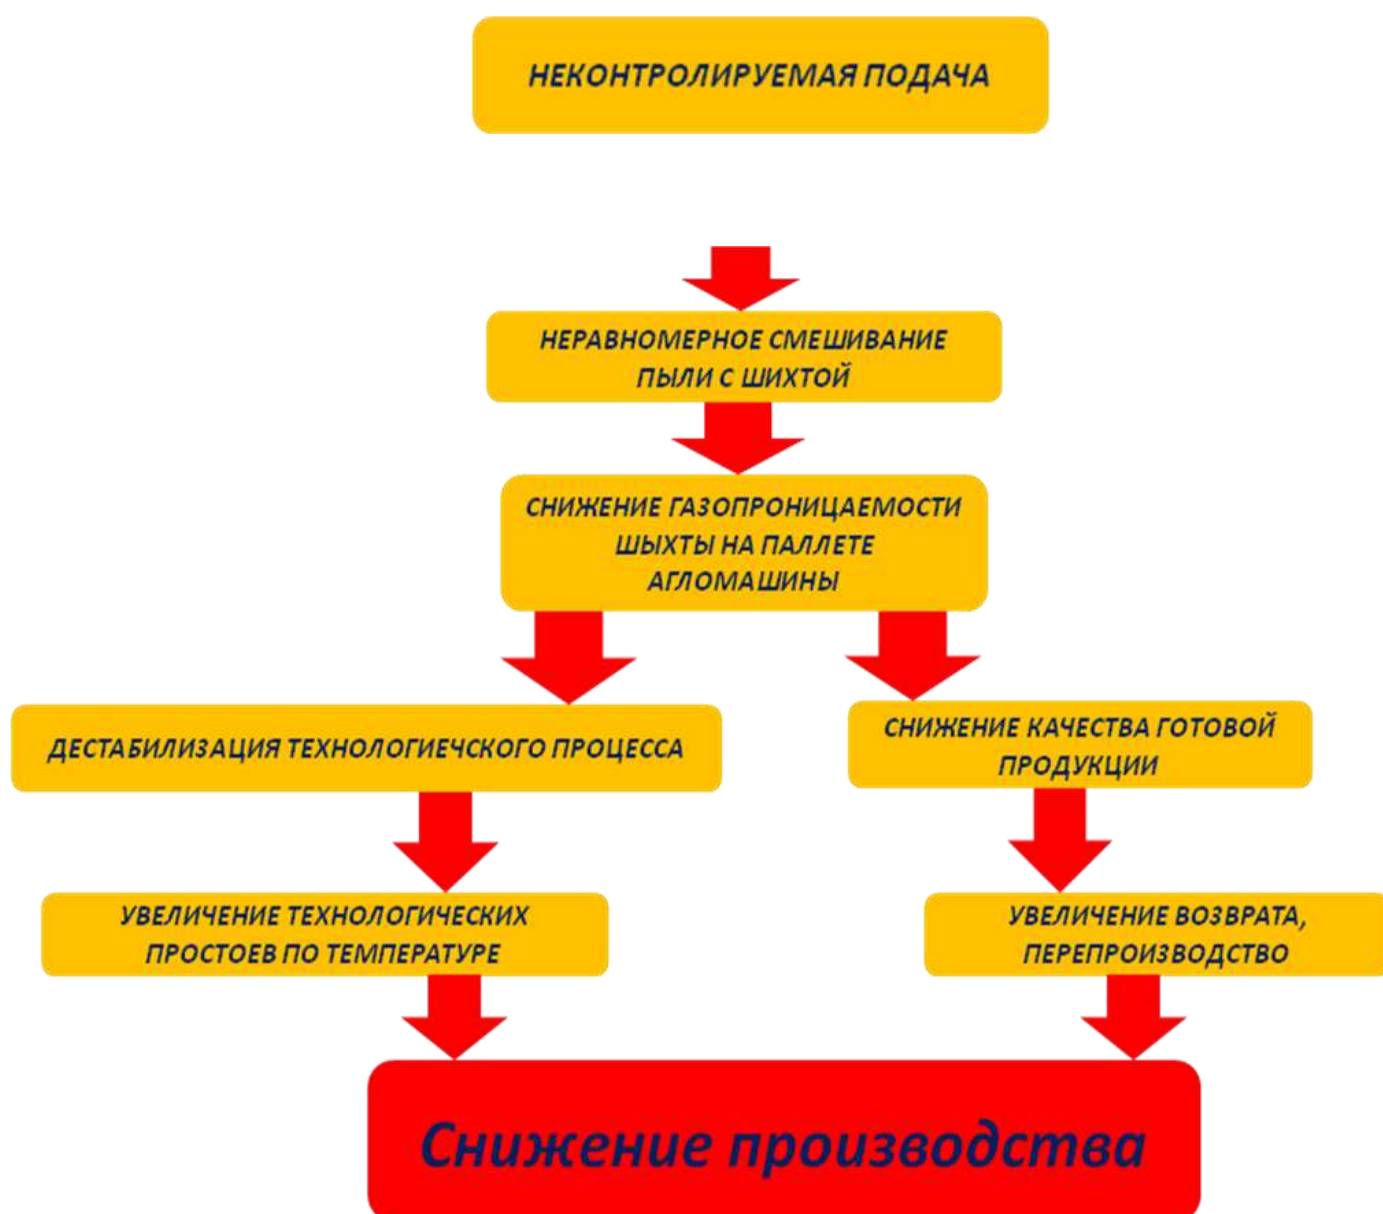 НЕКОНТРОЛИРУЕМАЯ ПОДАЧА
НЕРАВНОМЕРНОЕ СМЕШИВАНИЕ
ПЫЛИ С ШИХТОЙ
СНИЖЕНИЕ ГАЗОПРОНИЦАЕМОСТИ
ШЫХТЫ НА ПАЛЛЕТЕ
АГЛОМАШИНЫ
ДЕСТАБИЛИЗАЦИЯ ТЕХНОЛОГИЕЧСКОГО ПРОЦЕССА
СНИЖЕНИЕ КАЧЕСТВА ГОТОВОЙ
ПРОДУКЦИИ
УВЕЛИЧЕНИЕ ТЕХНОЛОГИЧЕСКИХ
ПРОСТОЕВ ПО ТЕМПЕРАТУРЕ
УВЕЛИЧЕНИЕ ВОЗВРАТА,
ПЕРЕПРОИЗВОДСТВО
Снижение производства